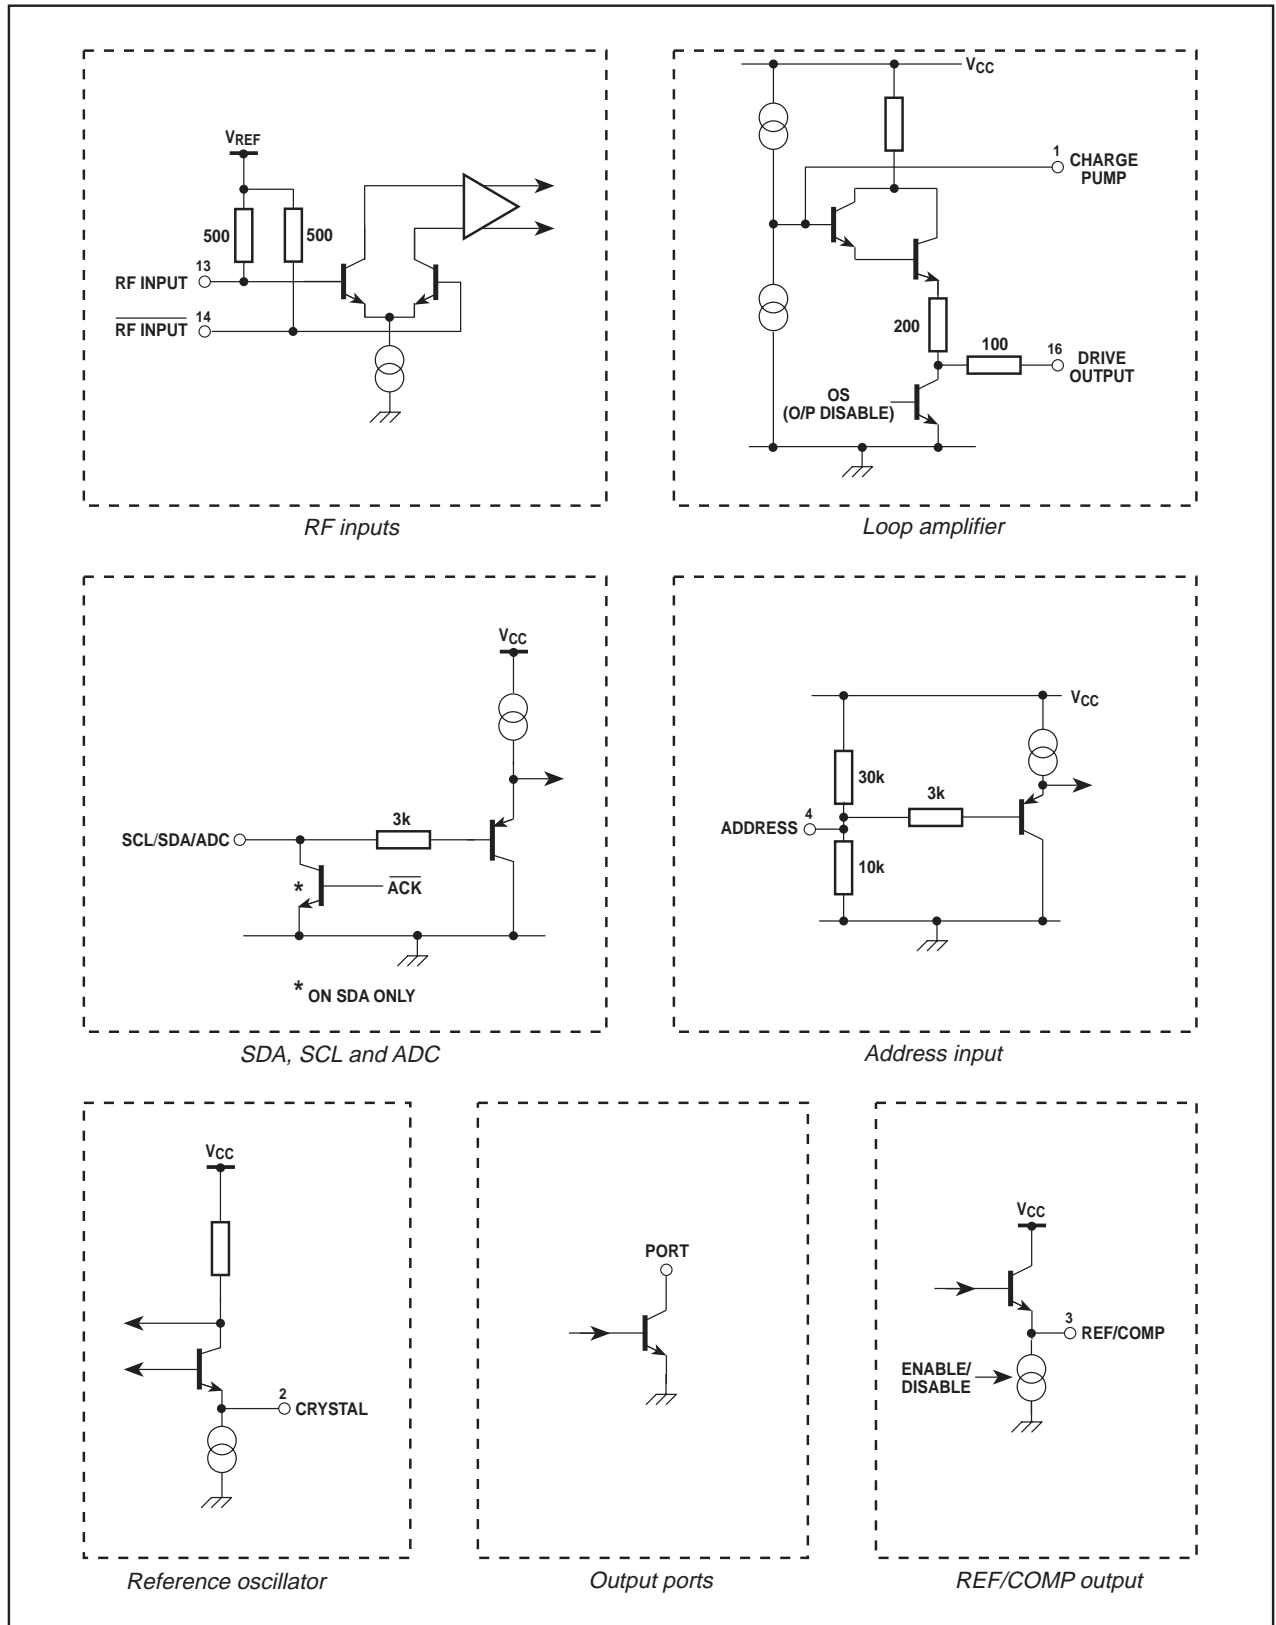 VREF
500
500
13
RF INPUT
14
RF INPUT
RF inputs
VCC
1
CHARGE
PUMP
200
100
16
DRIVE
OUTPUT
OS
(O/P DISABLE)
Loop amplifier
VCC
3k
SCL/SDA/ADC
*
ACK
* ON SDA ONLY
SDA, SCL and ADC
VCC
30k
3k
4
ADDRESS
10k
Address input
VCC
2
CRYSTAL
Reference oscillator
PORT
Output ports
VCC
3
REF/COMP
ENABLE/
DISABLE
REF/COMP output